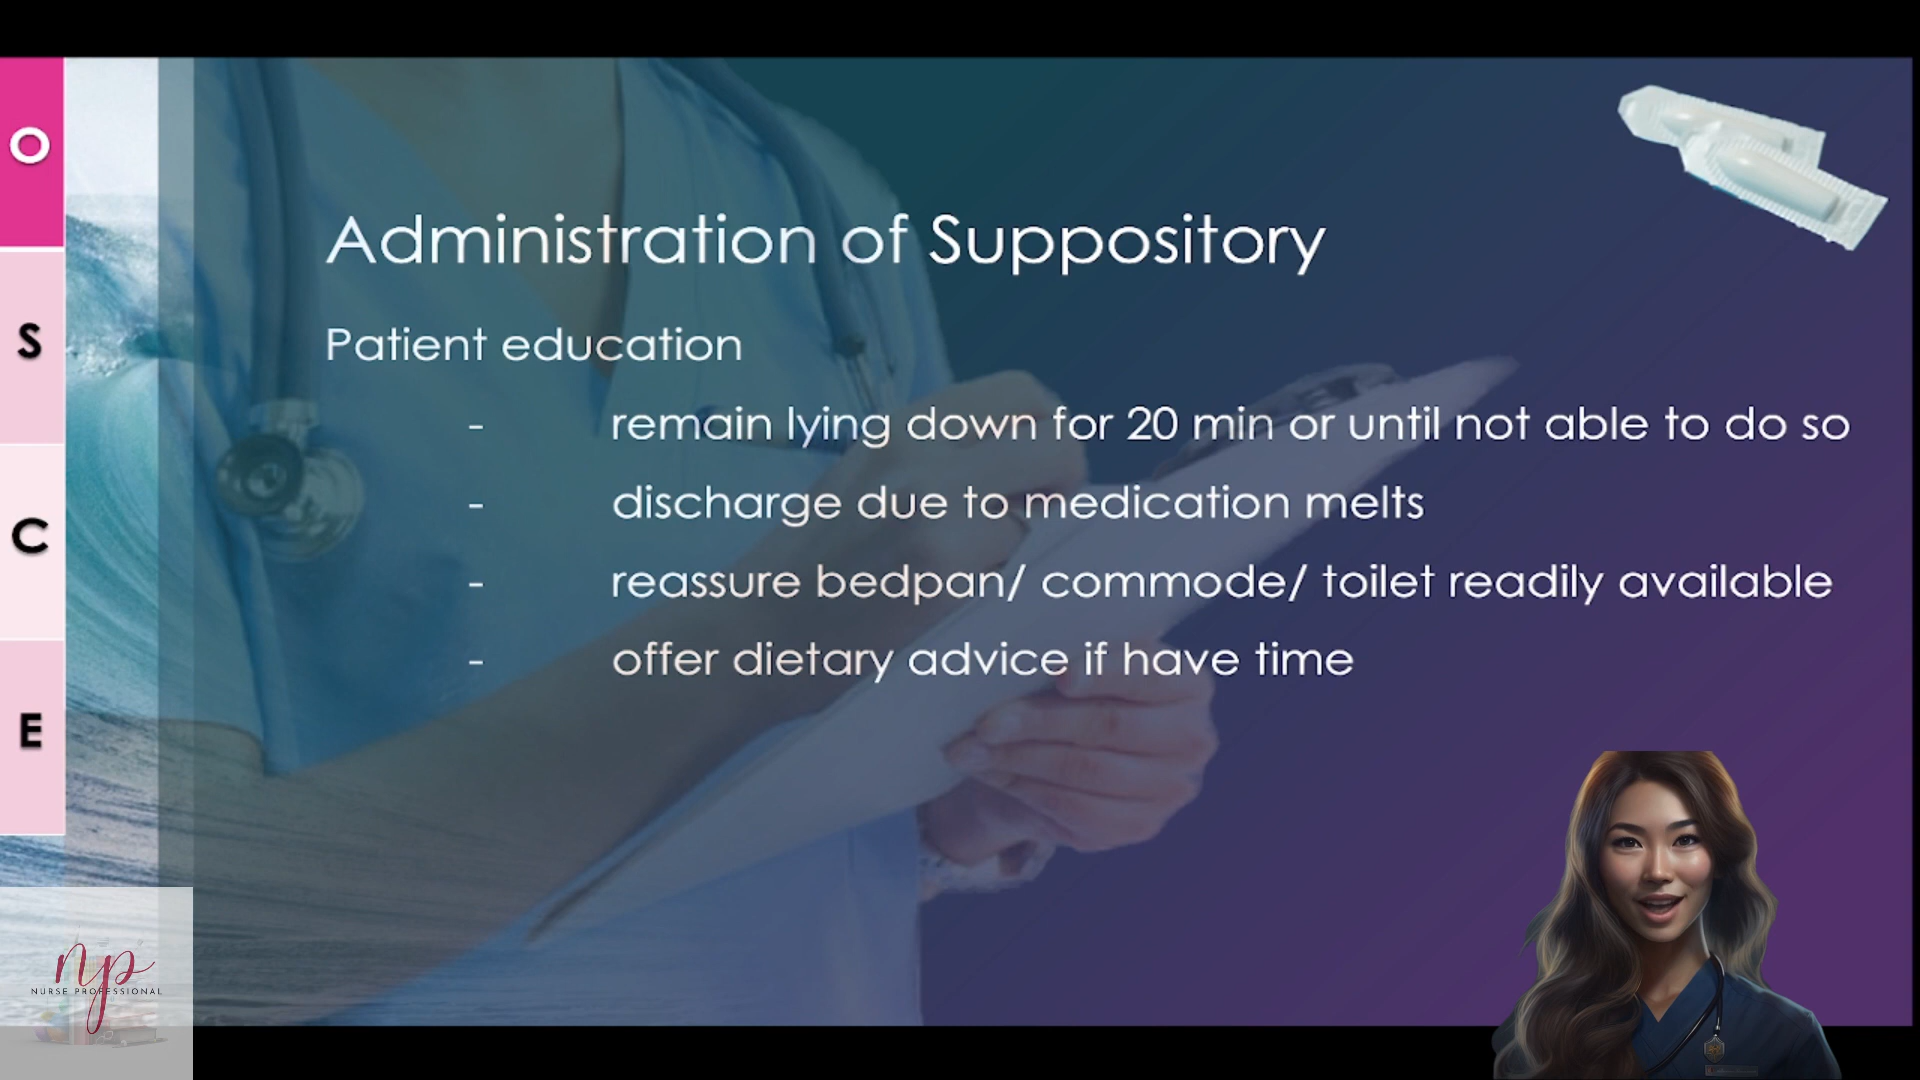 O
S
C
E
Administration of Suppository
Patient education
- remain lying down for 20 min or until not able to do so
- discharge due to medication melts
- reassure bedpan/ commode/ toilet readily available
- offer dietary advice if have time
np
NURSE PROFESSIONAL